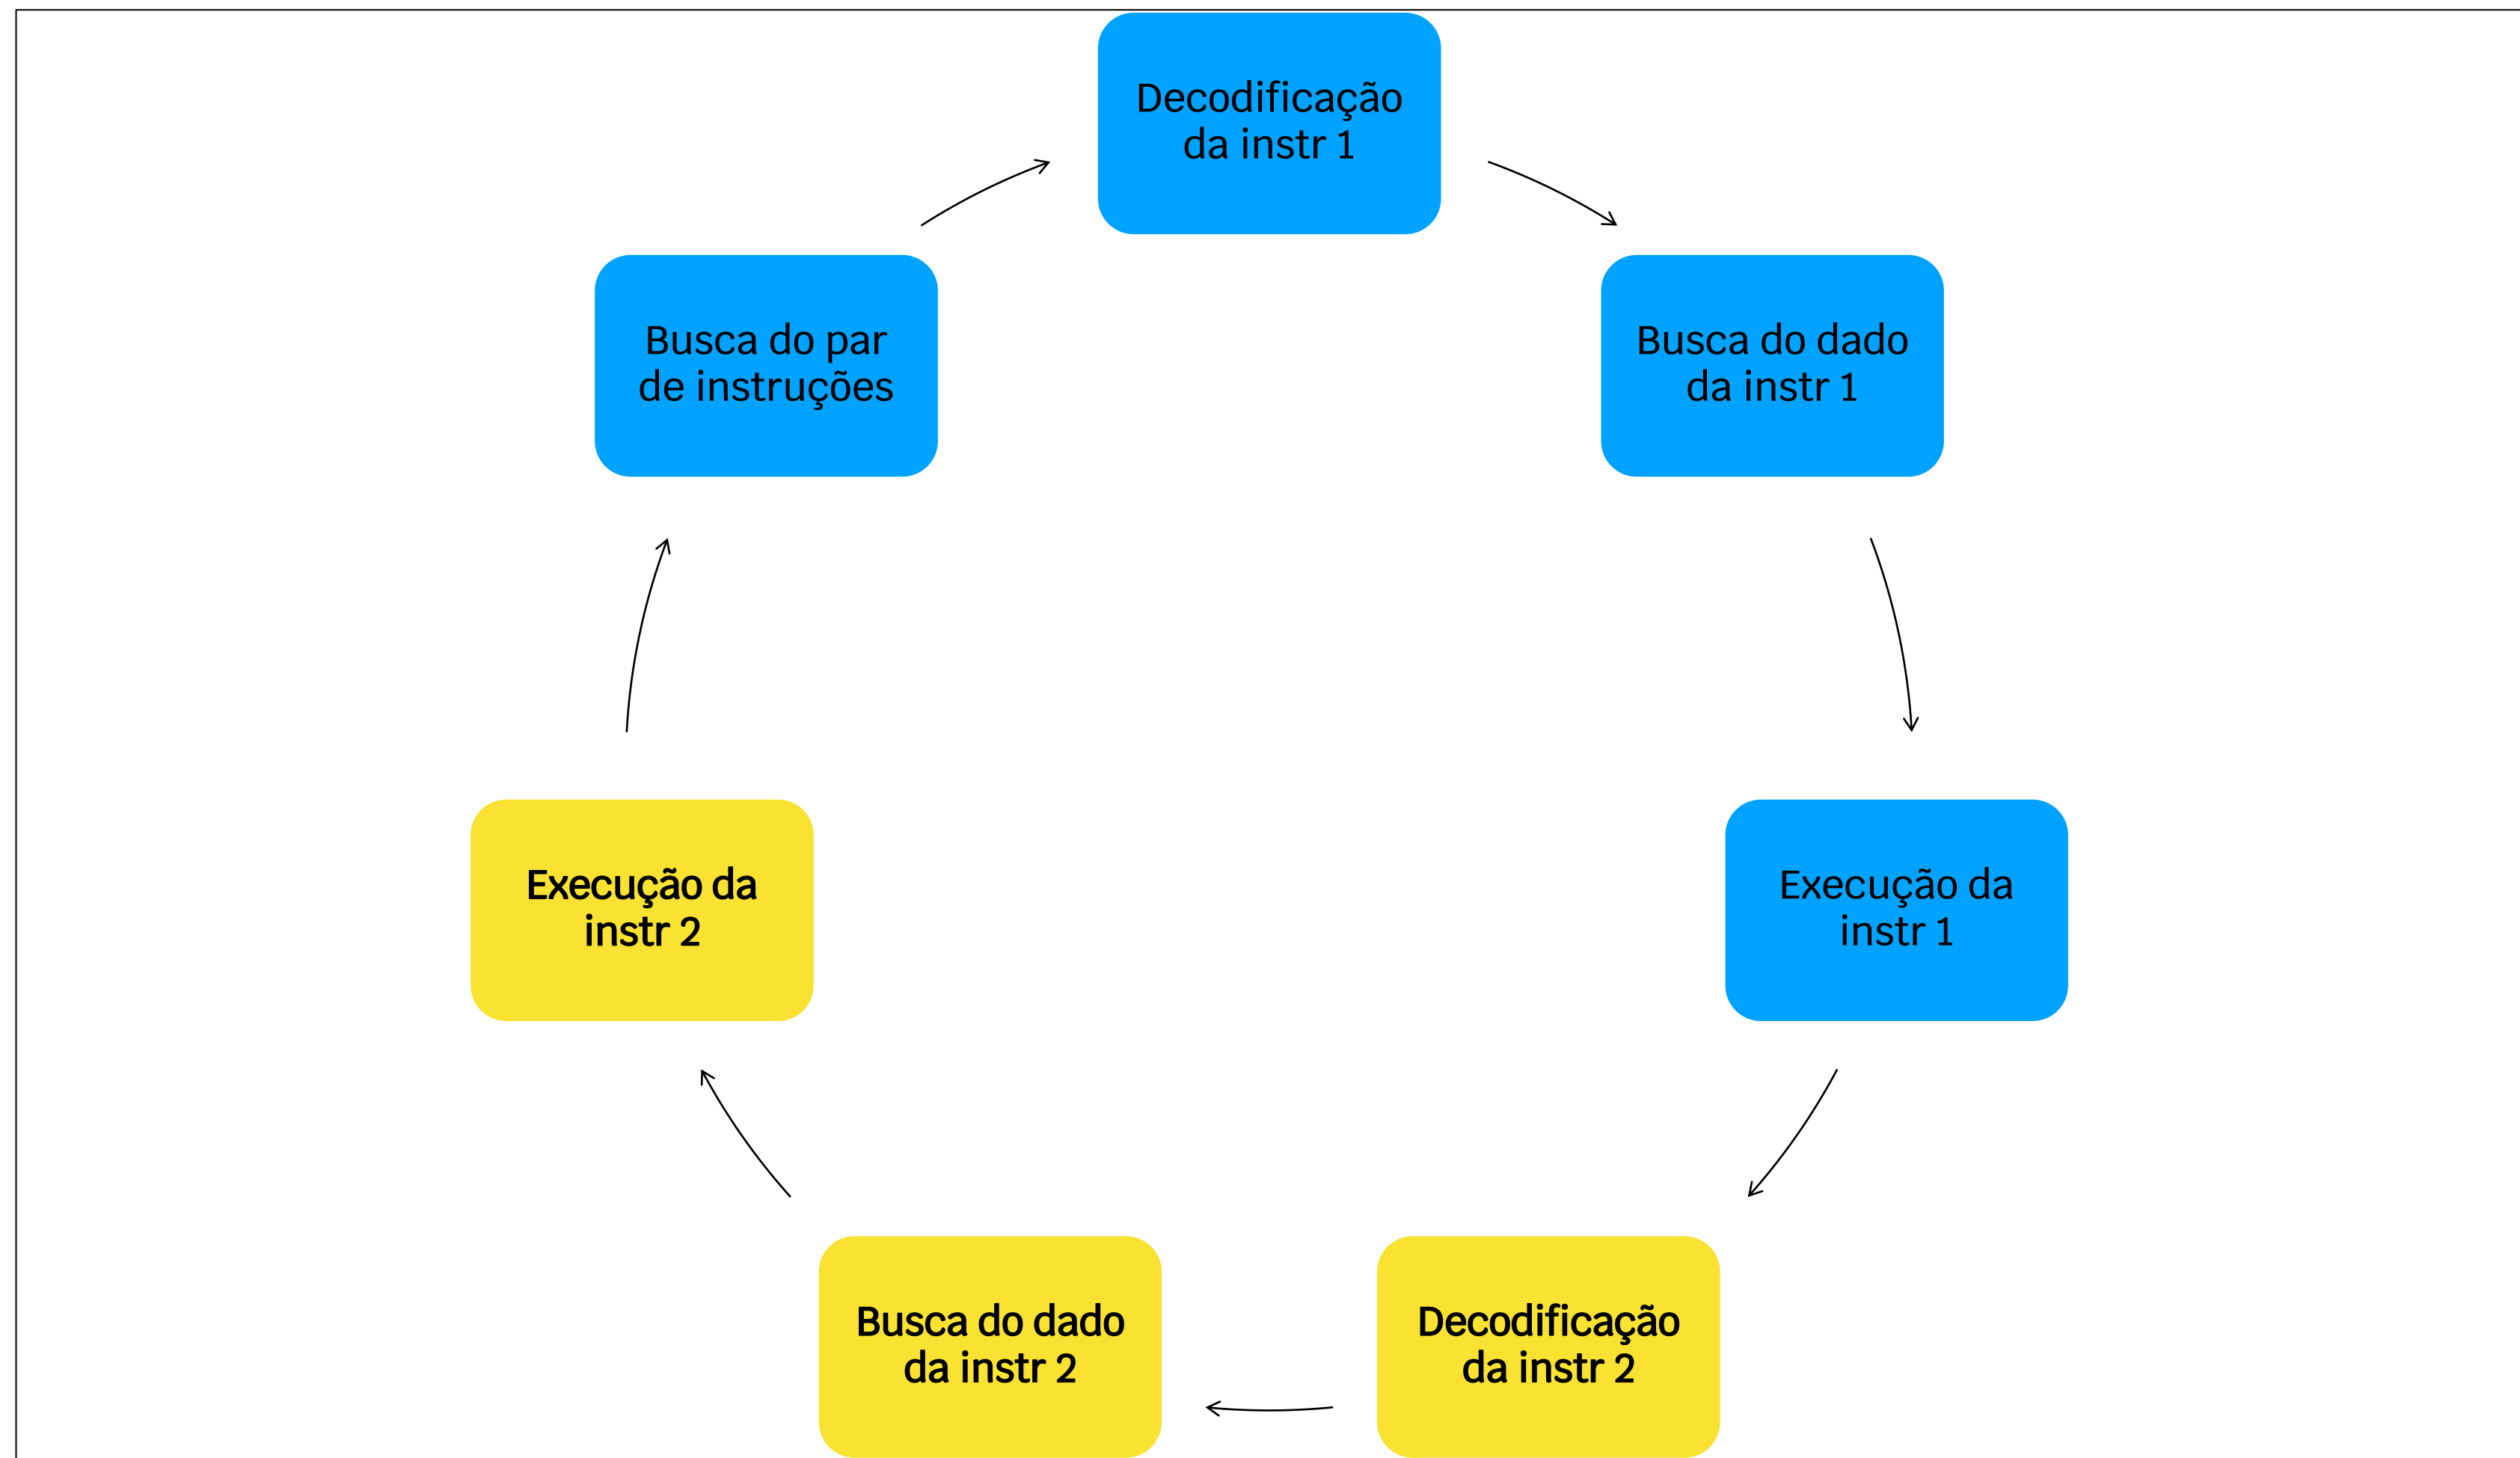 Decodificação
da instr 1
Busca do par
de instruções
Busca do dado
da instr 1
Execução da
instr 2
Execução da
instr 1
Busca do dado
da instr 2
Decodificação
da instr 2